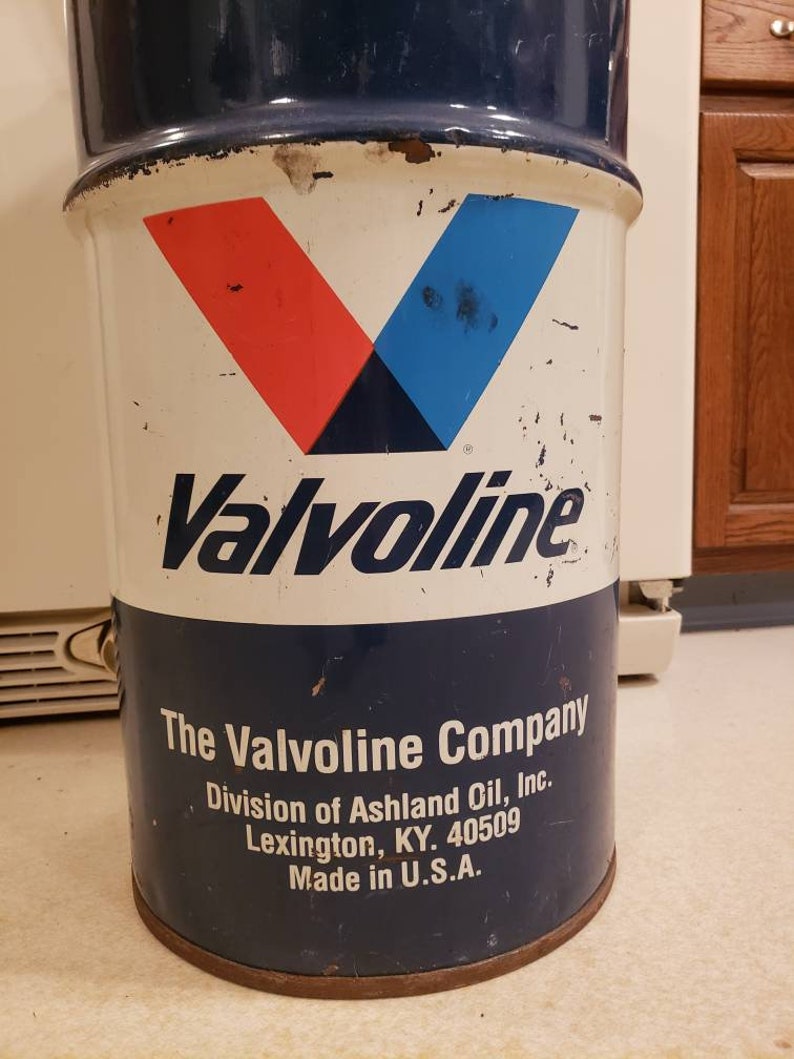 ®
Valvoline®
The Valvoline Company
Division of Ashland Oil, Inc.
Lexington, KY. 40509
Made in U.S.A.